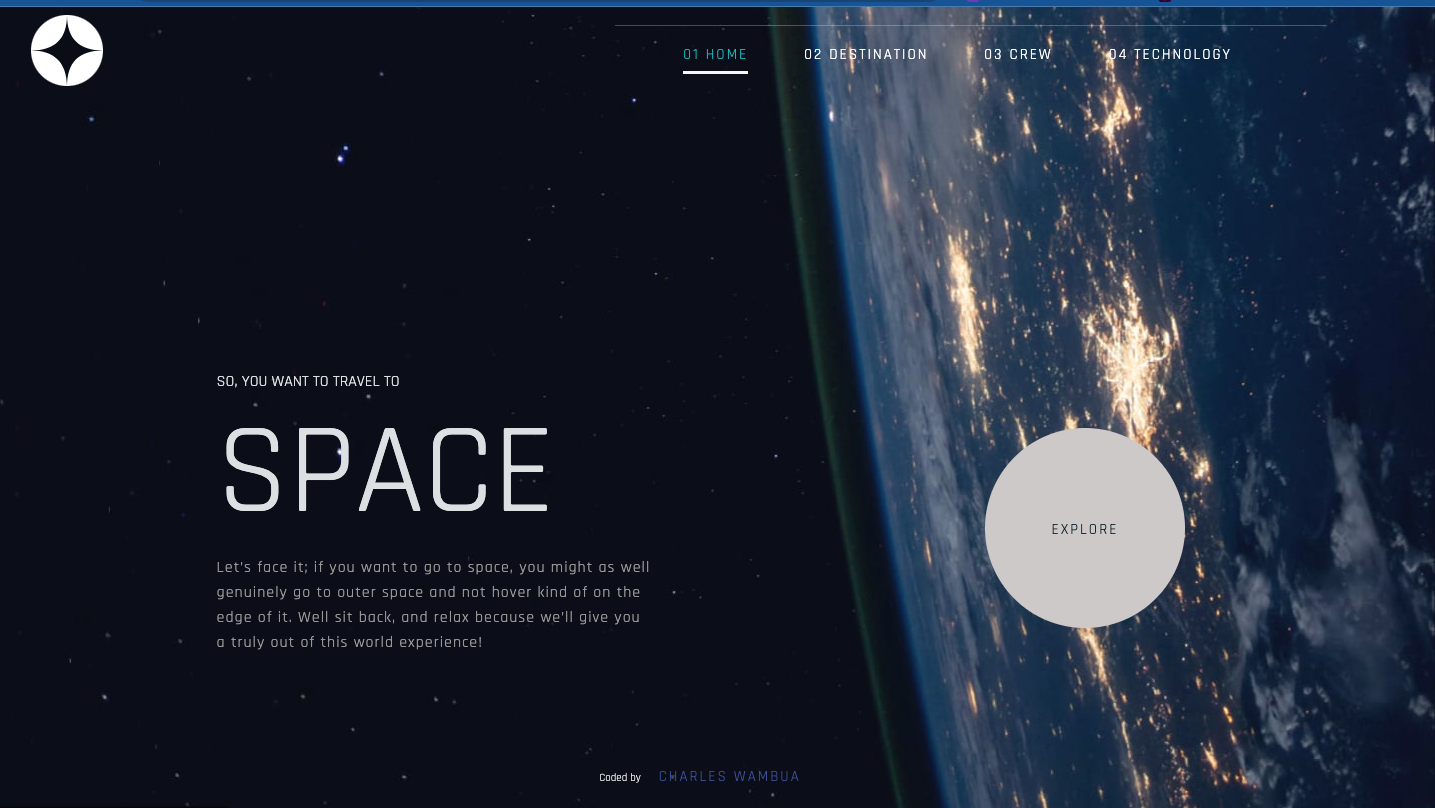 01 HOME
02 DESTINATION
03 CREW
04 TECHNOLOGY
SO, YOU WANT TO TRAVEL TO
SPACE
Let's face it; if you want to go to space, you might as well
genuinely go to outer space and not hover kind of on the
edge of it. Well sit back, and relax because we'll give you
a truly out of this world experience!
EXPLORE
Coded by CHARLES WAMBUA